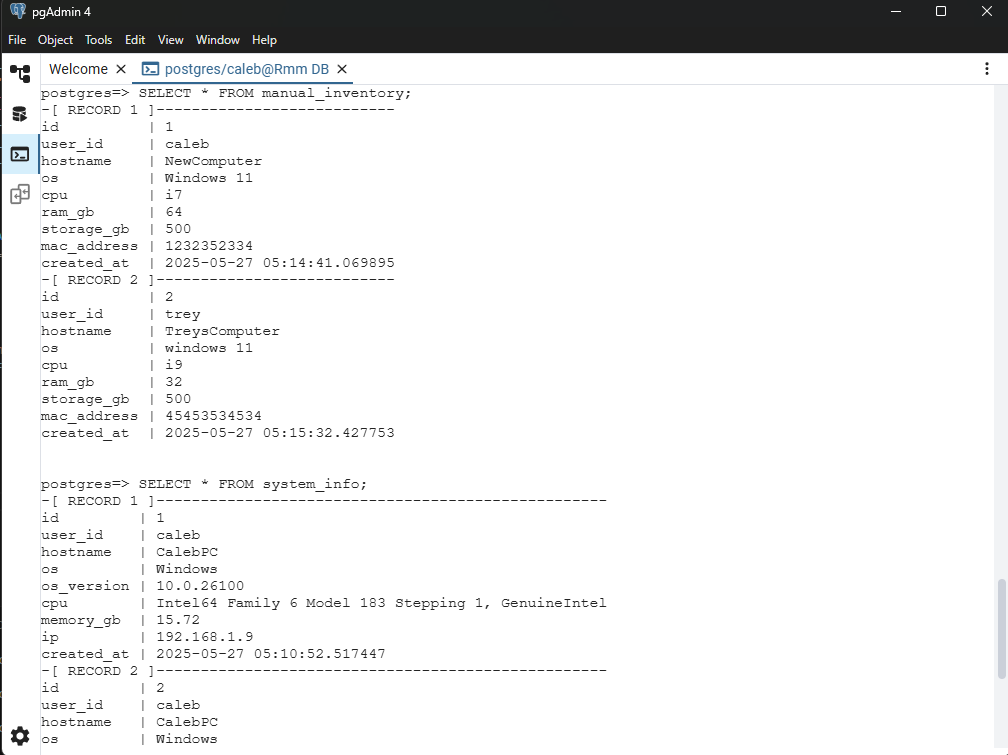 pgAdmin 4
File Object Tools Edit View Window Help
Welcome postgres/caleb@Rmm DB
postgres=> SELECT * FROM manual_inventory;
-[ RECORD 1 ]---------------------------
id           | 1
user_id      | caleb
hostname     | NewComputer
os           | Windows 11
cpu          | i7
ram_gb       | 64
storage_gb   | 500
mac_address  | 1232352334
created_at   | 2025-05-27 05:14:41.069895
-[ RECORD 2 ]---------------------------
id           | 2
user_id      | trey
hostname     | TreysComputer
os           | windows 11
cpu          | i9
ram_gb       | 32
storage_gb   | 500
mac_address  | 45453534534
created_at   | 2025-05-27 05:15:32.427753
postgres=> SELECT * FROM system_info;
-[ RECORD 1 ]---------------------------------------------------
id          | 1
user_id     | caleb
hostname    | CalebPC
os          | Windows
os_version  | 10.0.26100
cpu         | Intel64 Family 6 Model 183 Stepping 1, GenuineIntel
memory_gb   | 15.72
ip          | 192.168.1.9
created_at  | 2025-05-27 05:10:52.517447
-[ RECORD 2 ]---------------------------------------------------
id          | 2
user_id     | caleb
hostname    | CalebPC
os          | Windows